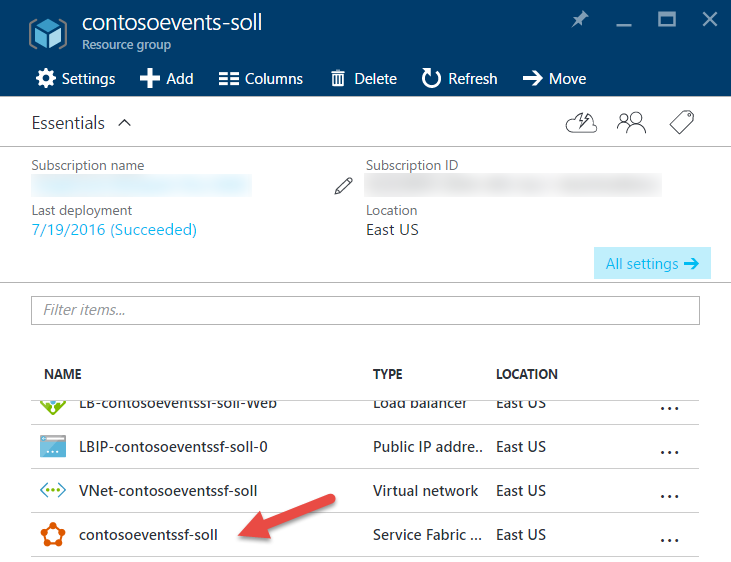 contosoevents-soll
Resource group
Settings Add Columns Delete Refresh Move
Essentials
Subscription name Subscription ID
Last deployment Location
7/19/2016 (Succeeded) East US
All settings
Filter items...
NAME TYPE LOCATION
LB-contosoeventssf-soll-Web Load balancer East US ...
LBIP-contosoeventssf-soll-0 Public IP addre.. East US ...
VNet-contosoeventssf-soll Virtual network East US ...
contosoeventssf-soll Service Fabric ... East US ...